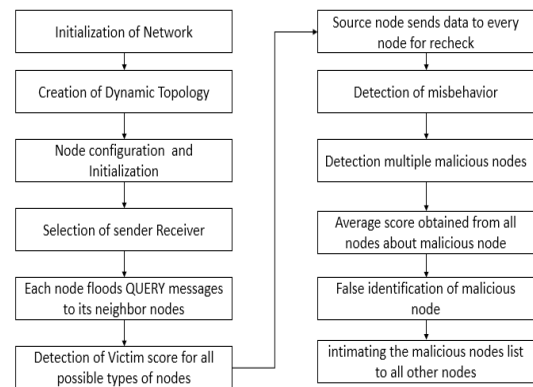 Initialization of Network
Creation of Dynamic Topology
Node configuration and
Initialization
Selection of sender Receiver
Each node floods QUERY messages
to its neighbor nodes
Detection of Victim score for all
possible types of nodes
Source node sends data to every
node for recheck
Detection of misbehavior
Detection multiple malicious nodes
Average score obtained from all
nodes about malicious node
False identification of malicious
node
intimating the malicious nodes list
to all other nodes